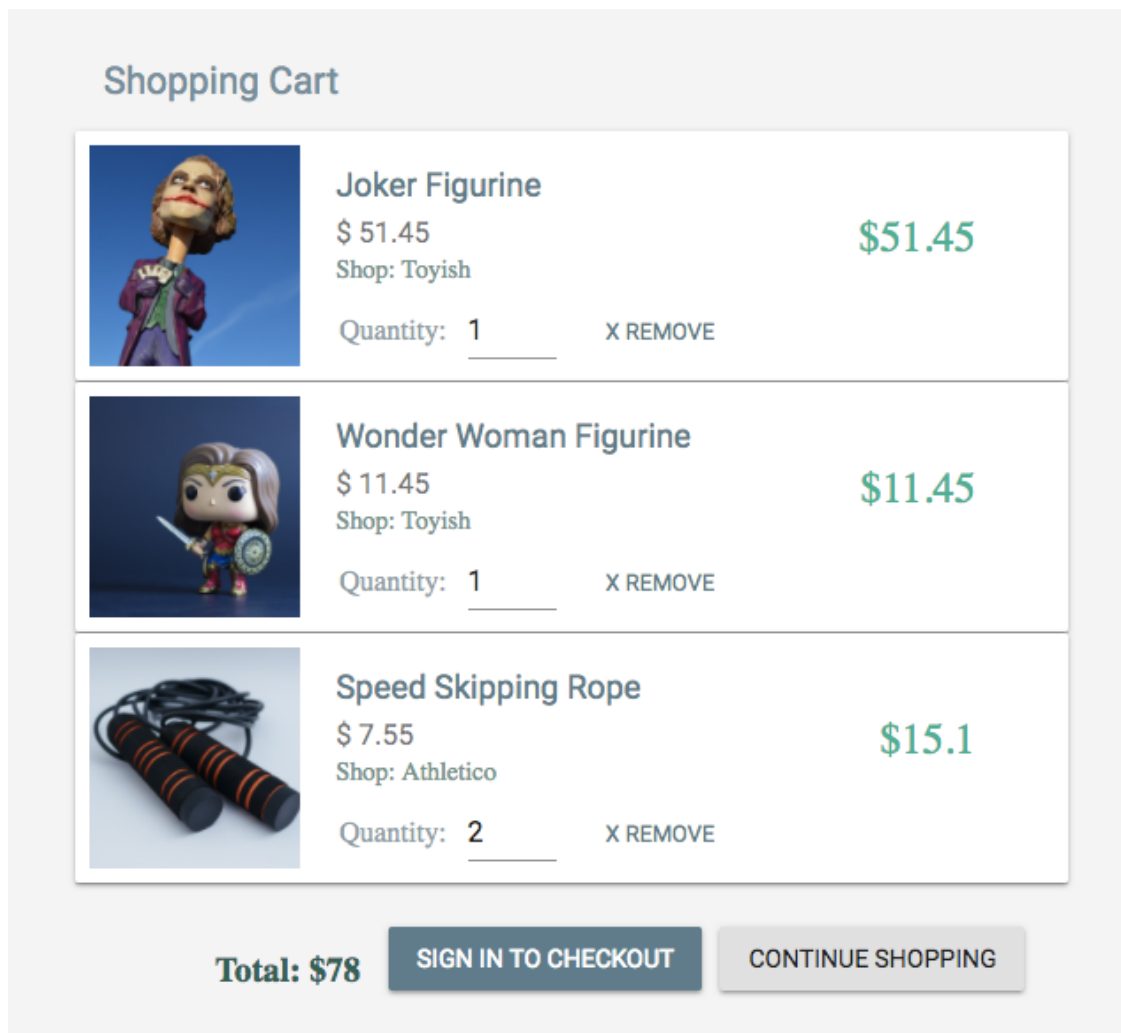 Shopping Cart
Joker Figurine
$ 51.45
$51.45
Shop: Toyish
Quantity: 1 X REMOVE
Wonder Woman Figurine
$ 11.45
$11.45
Shop: Toyish
Quantity: 1 X REMOVE
Speed Skipping Rope
$ 7.55
$15.1
Shop: Athletico
Quantity: 2 X REMOVE
Total: $78 SIGN IN TO CHECKOUT CONTINUE SHOPPING